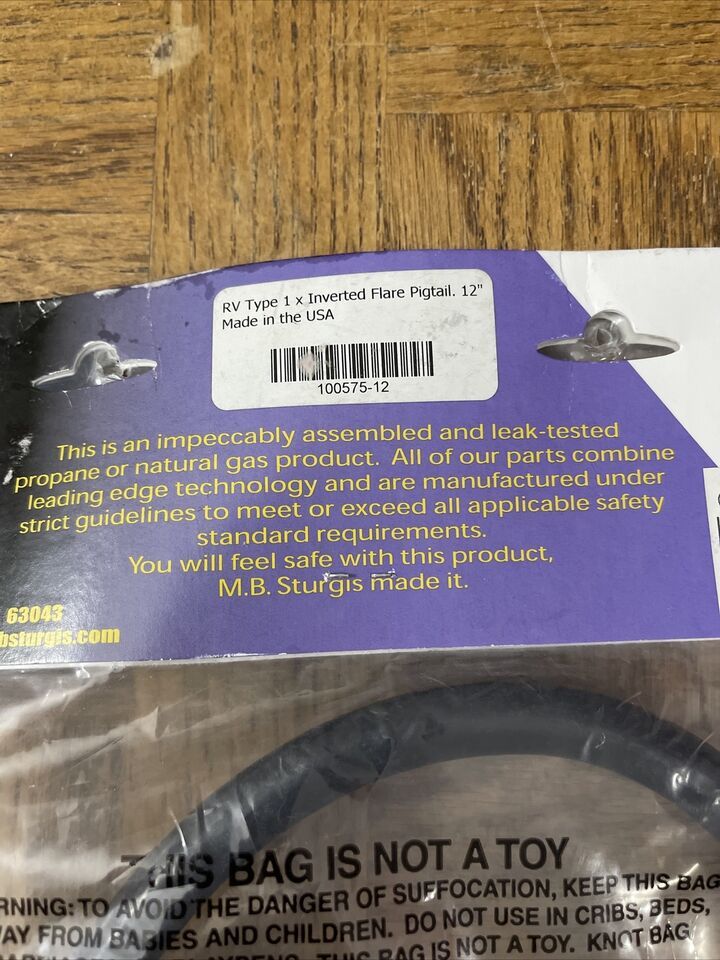 RV Type 1 x Inverted Flare Pigtail. 12"
Made in the USA
100575-12
This is an impeccably assembled and leak-tested
propane or natural gas product. All of our parts combine
leading edge technology and are manufactured under
strict guidelines to meet or exceed all applicable safety
standard requirements.
You will feel safe with this product,
M.B. Sturgis made it.
63043
bsturgis.com
THIS BAG IS NOT A TOY
RNING: TO AVOID THE DANGER OF SUFFOCATION, KEEP THIS BAG
WAY FROM BABIES AND CHILDREN. DO NOT USE IN CRIBS, BEDS,
THIS BAG IS NOT A TOY. KNOT BAG